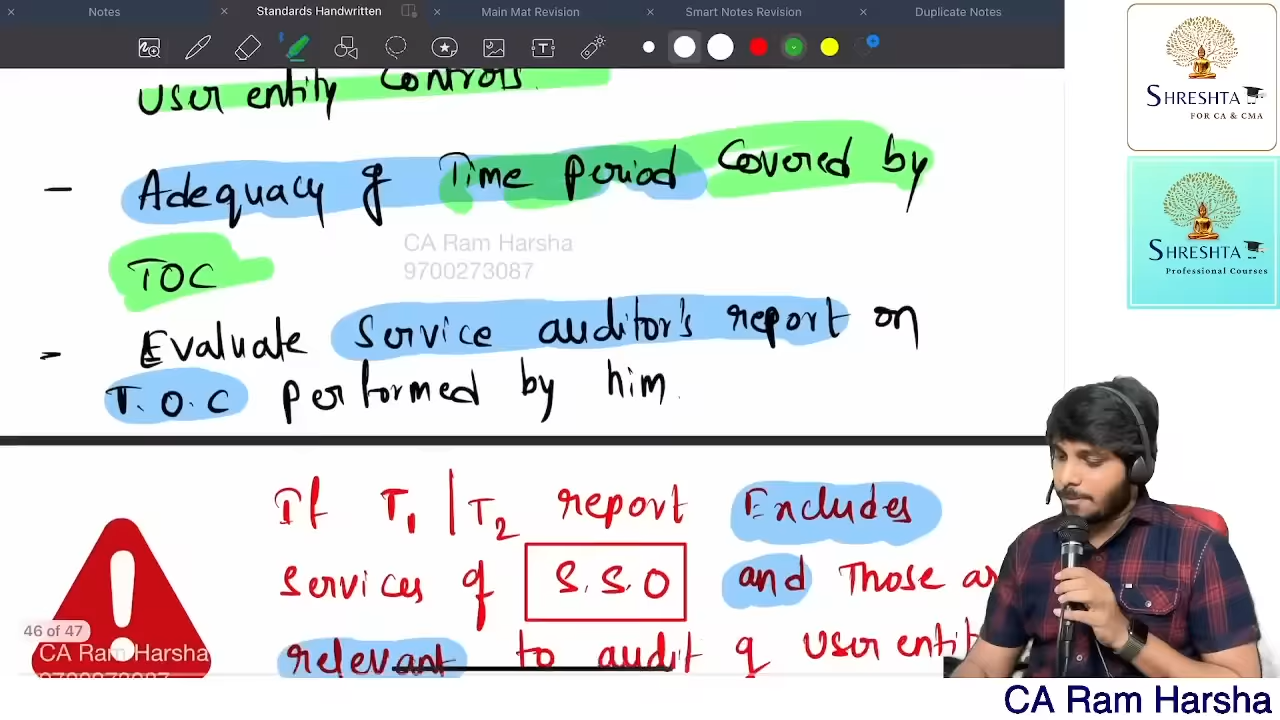 Notes
Standards Handwritten
Main Mat Revision
Smart Notes Revision
Duplicate Notes
User entity Controls.
- Adequacy of Time Period Covered by
TOC
CA Ram Harsha
9700273087
- Evaluate Service auditor's report on
T.O.C performed by him.
If T1 | T2 report Excludes
services of S.S.O and Those
relevant to audit of user
46 of 47
CA Ram Harsha
SHRESHTA
FOR CA & CMA
SHRESHTA
Professional Courses
CA Ram Harsha